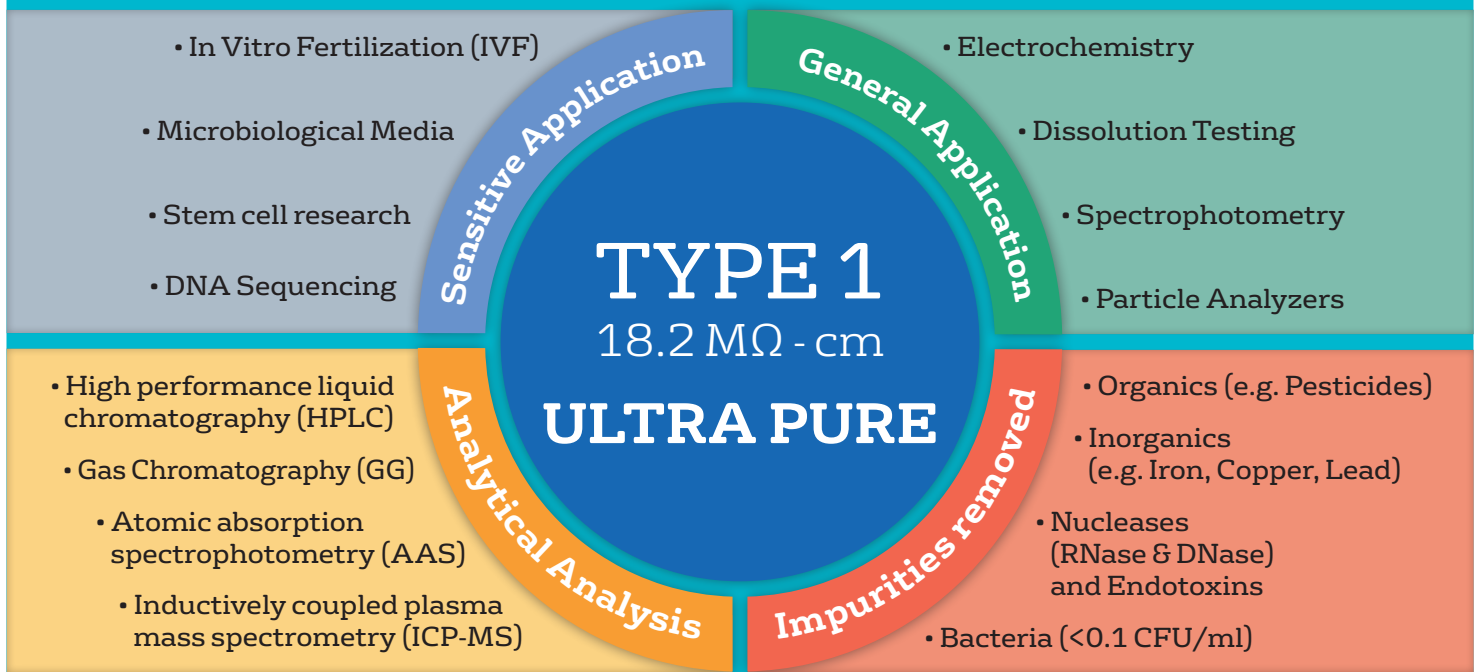 Sensitive Application
• In Vitro Fertilization (IVF)
• Microbiological Media
• Stem cell research
• DNA Sequencing
General Application
• Electrochemistry
• Dissolution Testing
• Spectrophotometry
• Particle Analyzers
TYPE 1
18.2 MΩ - cm
ULTRA PURE
Analytical Analysis
• High performance liquid
chromatography (HPLC)
• Gas Chromatography (GG)
• Atomic absorption
spectrophotometry (AAS)
• Inductively coupled plasma
mass spectrometry (ICP-MS)
Impurities removed
• Organics (e.g. Pesticides)
• Inorganics
(e.g. Iron, Copper, Lead)
• Nucleases
(RNase & DNase)
and Endotoxins
• Bacteria (<0.1 CFU/ml)